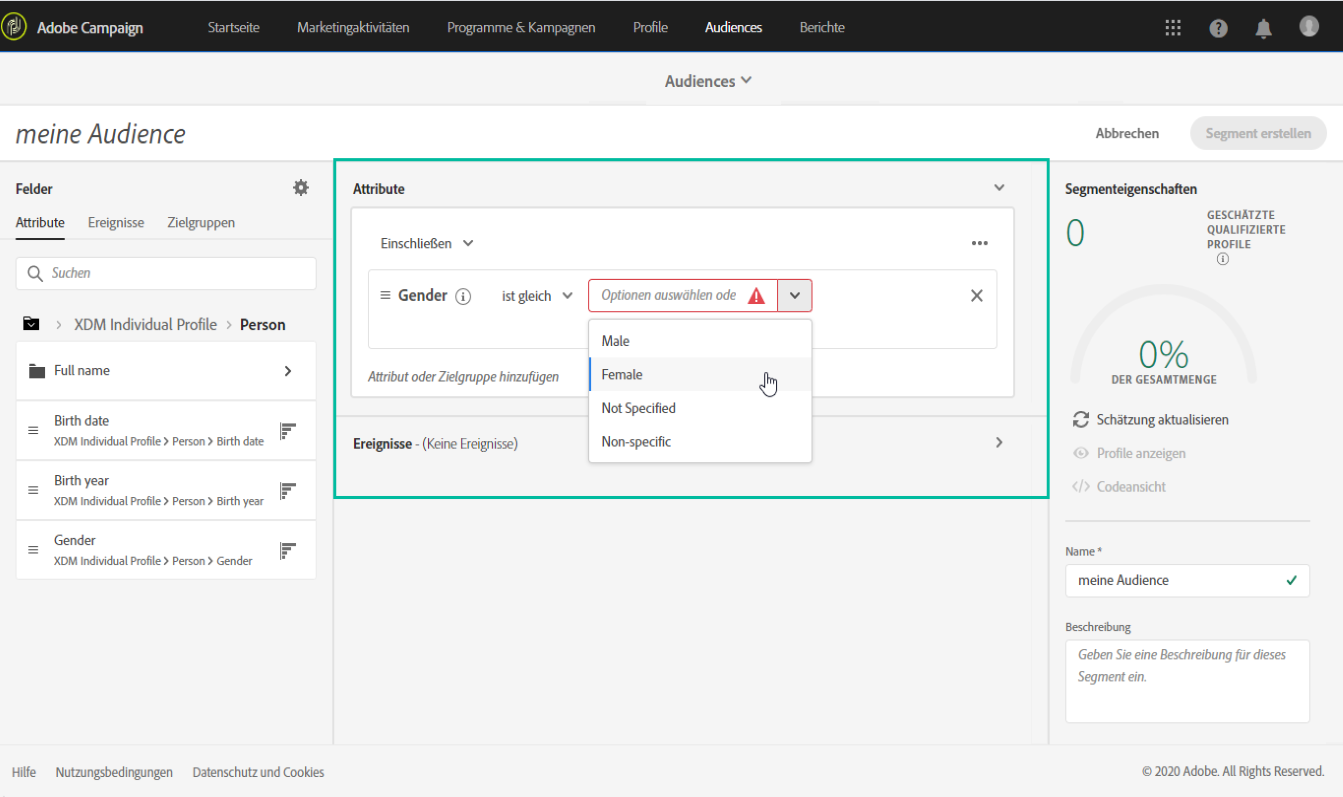 Adobe Campaign Startseite Marketingaktivitäten Programme & Kampagnen Profile Audiences Berichte
Audiences
meine Audience
Abbrechen Segment erstellen
Felder
Attribute Ereignisse Zielgruppen
Suchen
XDM Individual Profile > Person
Full name
Birth date
XDM Individual Profile > Person > Birth date
Birth year
XDM Individual Profile > Person > Birth year
Gender
XDM Individual Profile > Person > Gender
Attribute
Einschließen
Gender ist gleich Optionen auswählen ode
Male
Female
Not Specified
Non-specific
Attribut oder Zielgruppe hinzufügen
Ereignisse - (Keine Ereignisse)
Segmenteigenschaften
0
GESCHÄTZTE
QUALIFIZIERTE
PROFILE
0%
DER GESAMTMENGE
Schätzung aktualisieren
Profile anzeigen
</> Codeansicht
Name *
meine Audience
Beschreibung
Geben Sie eine Beschreibung für dieses
Segment ein.
Hilfe Nutzungsbedingungen Datenschutz und Cookies
© 2020 Adobe. All Rights Reserved.